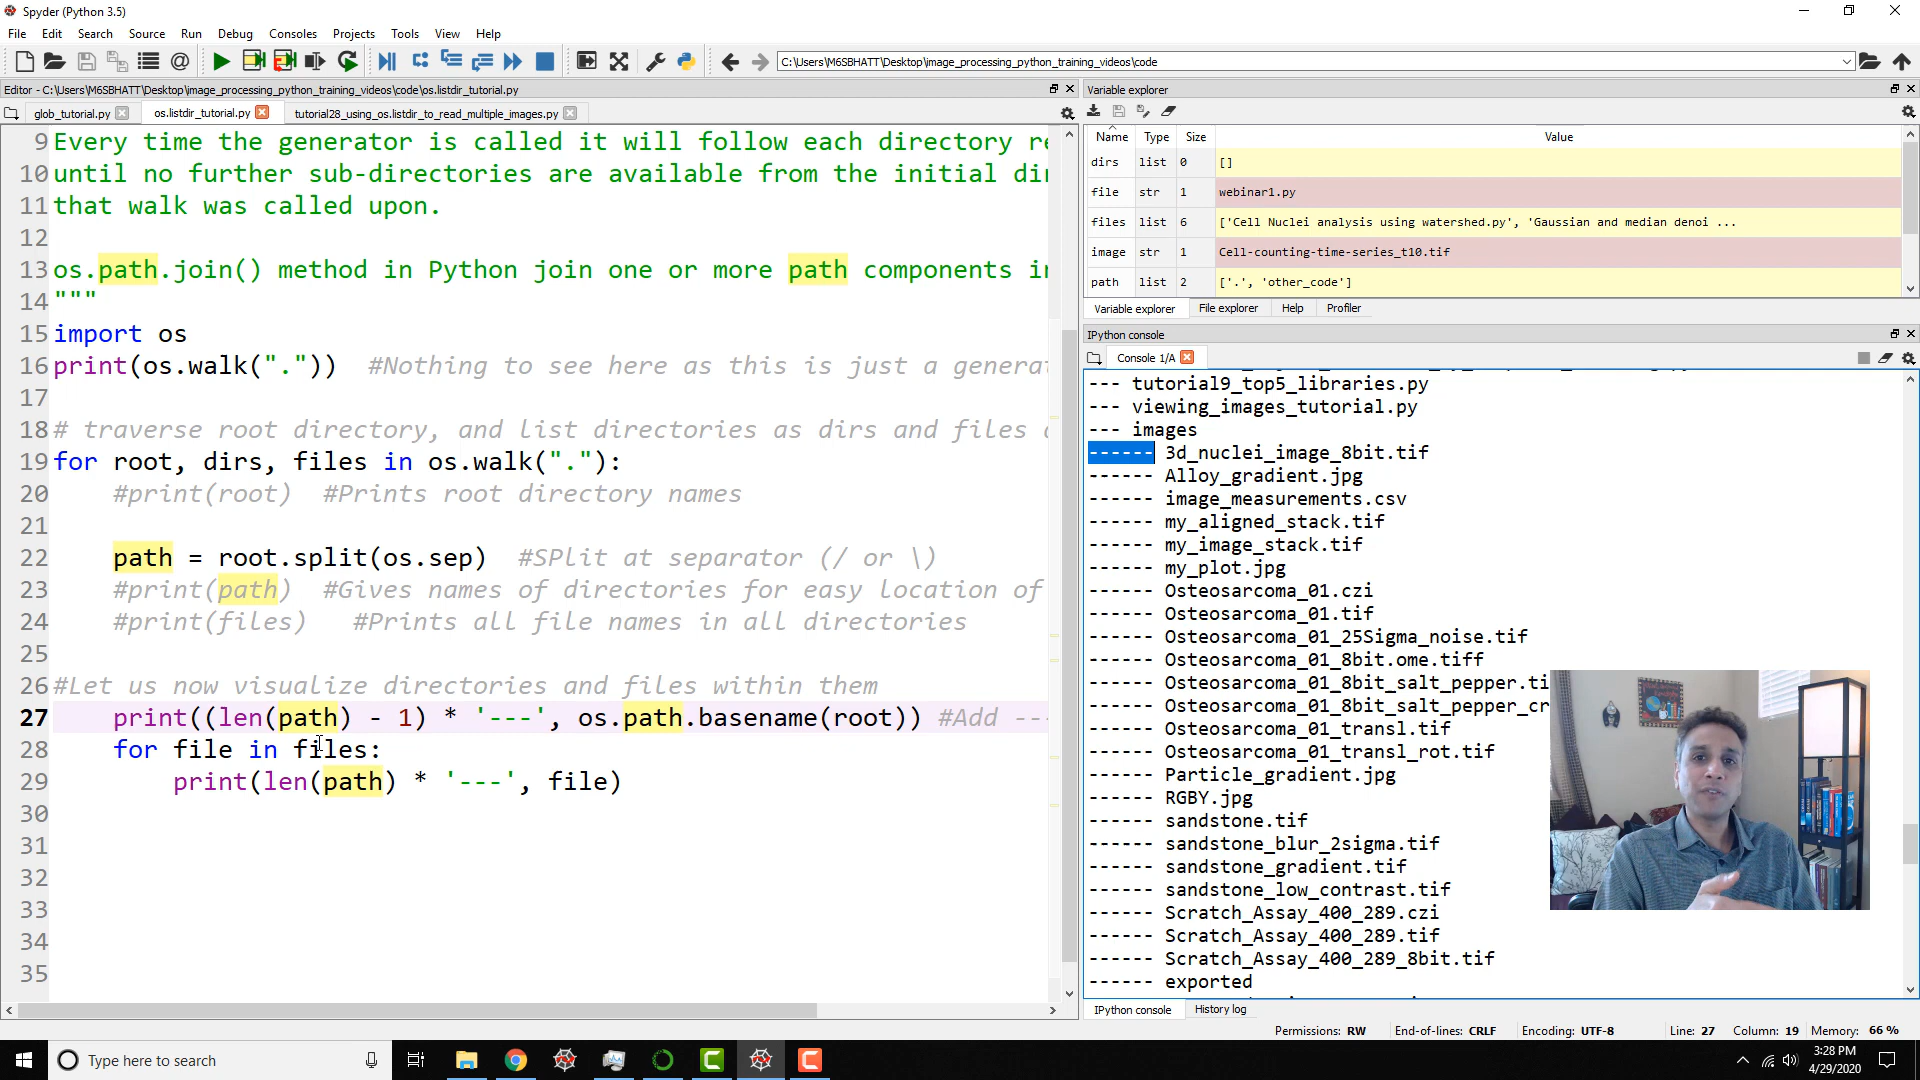 Spyder (Python 3.5)
File Edit Search Source Run Debug Consoles Projects Tools View Help
C:\Users\M6SBHATT\Desktop\image_processing_python_training_videos\code
Editor - C:\Users\M6SBHATT\Desktop\image_processing_python_training_videos\code\os.listdir_tutorial.py
glob_tutorial.py os.listdir_tutorial.py tutorial28_using_os.listdir_to_read_multiple_images.py
9 Every time the generator is called it will follow each directory re
10 until no further sub-directories are available from the initial dir
11 that walk was called upon.
12
13 os.path.join() method in Python join one or more path components in
14 """
15 import os
16 print(os.walk("."))  #Nothing to see here as this is just a generat
17
18 # traverse root directory, and list directories as dirs and files a
19 for root, dirs, files in os.walk("."):
20     #print(root)  #Prints root directory names
21
22     path = root.split(os.sep)  #SPlit at separator (/ or \)
23     #print(path)  #Gives names of directories for easy location of
24     #print(files)   #Prints all file names in all directories
25
26 #Let us now visualize directories and files within them
27     print((len(path) - 1) * '---', os.path.basename(root)) #Add ---
28     for file in files:
29         print(len(path) * '---', file)
30
31
32
33
34
35
Variable explorer
Name Type Size Value
dirs list 0 []
file str 1 webinar1.py
files list 6 ['Cell Nuclei analysis using watershed.py', 'Gaussian and median denoi ...
image str 1 Cell-counting-time-series_t10.tif
path list 2 ['.', 'other_code']
Variable explorer File explorer Help Profiler
IPython console
Console 1/A
--- tutorial9_top5_libraries.py
--- viewing_images_tutorial.py
--- images
------ 3d_nuclei_image_8bit.tif
------ Alloy_gradient.jpg
------ image_measurements.csv
------ my_aligned_stack.tif
------ my_image_stack.tif
------ my_plot.jpg
------ Osteosarcoma_01.czi
------ Osteosarcoma_01.tif
------ Osteosarcoma_01_25Sigma_noise.tif
------ Osteosarcoma_01_8bit.ome.tiff
------ Osteosarcoma_01_8bit_salt_pepper.ti
------ Osteosarcoma_01_8bit_salt_pepper_cr
------ Osteosarcoma_01_transl.tif
------ Osteosarcoma_01_transl_rot.tif
------ Particle_gradient.jpg
------ RGBY.jpg
------ sandstone.tif
------ sandstone_blur_2sigma.tif
------ sandstone_gradient.tif
------ sandstone_low_contrast.tif
------ Scratch_Assay_400_289.czi
------ Scratch_Assay_400_289.tif
------ Scratch_Assay_400_289_8bit.tif
------ exported
IPython console History log
Permissions: RW End-of-lines: CRLF Encoding: UTF-8 Line: 27 Column: 19 Memory: 66 %
Type here to search
3:28 PM
4/29/2020